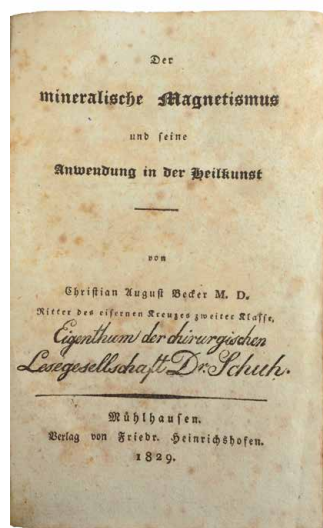 Der
mineralische Magnetismus
und seine
Anwendung in der Heilkunst
von
Christian August Becker M. D.
Ritter des eisernen Kreuzes zweiter Klasse,
Eigenthum der chirurgischen
Lesegesellschaft Dr. Schuh.
Mühlhausen.
Verlag von Friedr. Heinrichshofen.
1829.